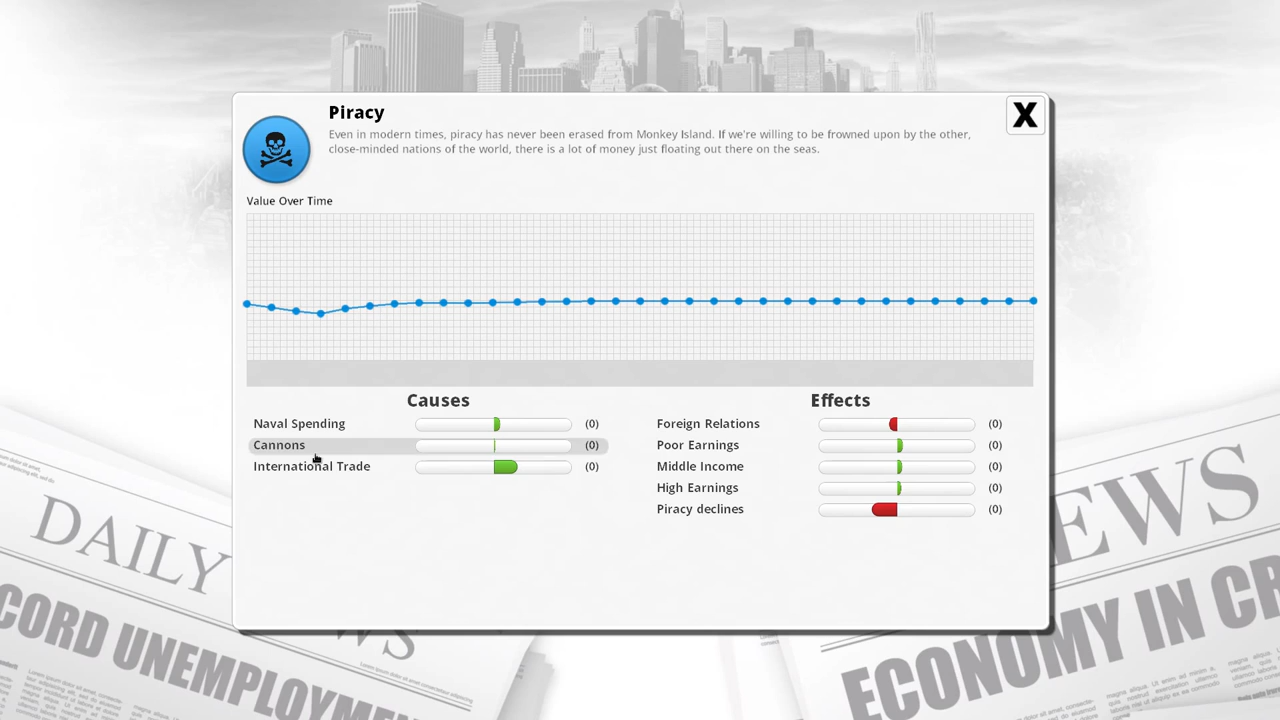 Piracy
X
Even in modern times, piracy has never been erased from Monkey Island. If we're willing to be frowned upon by the other,
close-minded nations of the world, there is a lot of money just floating out there on the seas.
Value Over Time
Causes
Naval Spending (0)
Cannons (0)
International Trade (0)
Effects
Foreign Relations (0)
Poor Earnings (0)
Middle Income (0)
High Earnings (0)
Piracy declines (0)
DAILY
WS
CORD UNEMPLOYME
EWS
ECONOMY IN CR